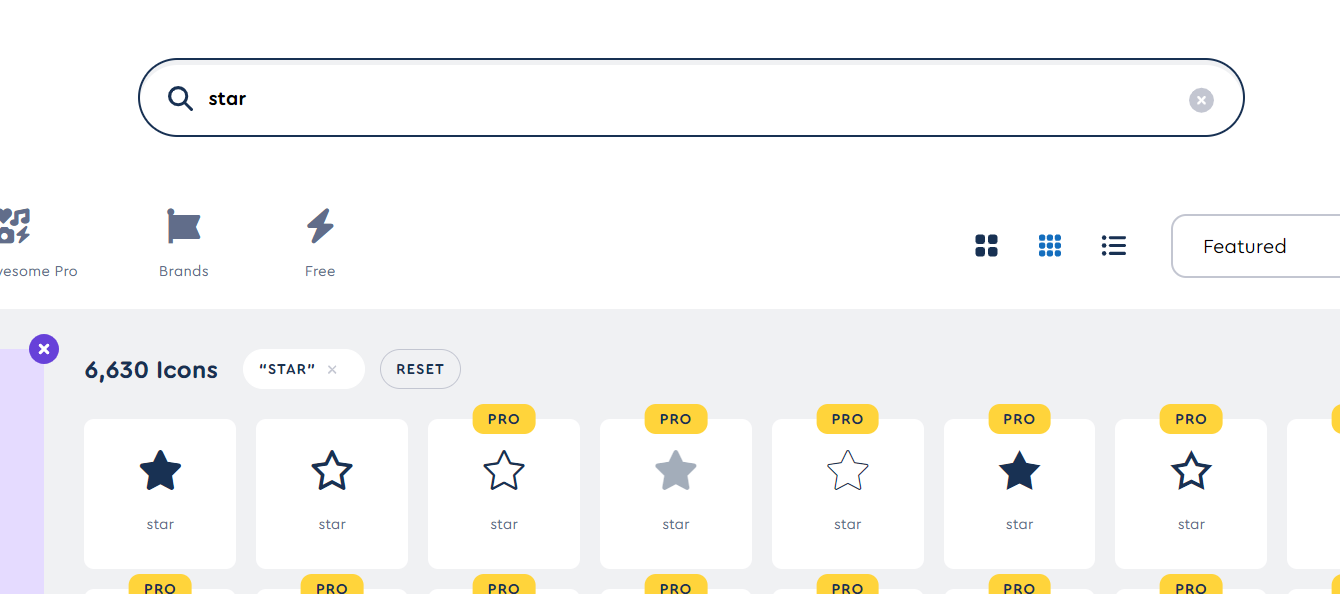 star
vesome Pro
Brands
Free
Featured
6,630 Icons
“STAR”
RESET
PRO PRO PRO PRO PRO
star star star star star star star
PRO PRO PRO PRO PRO PRO PRO